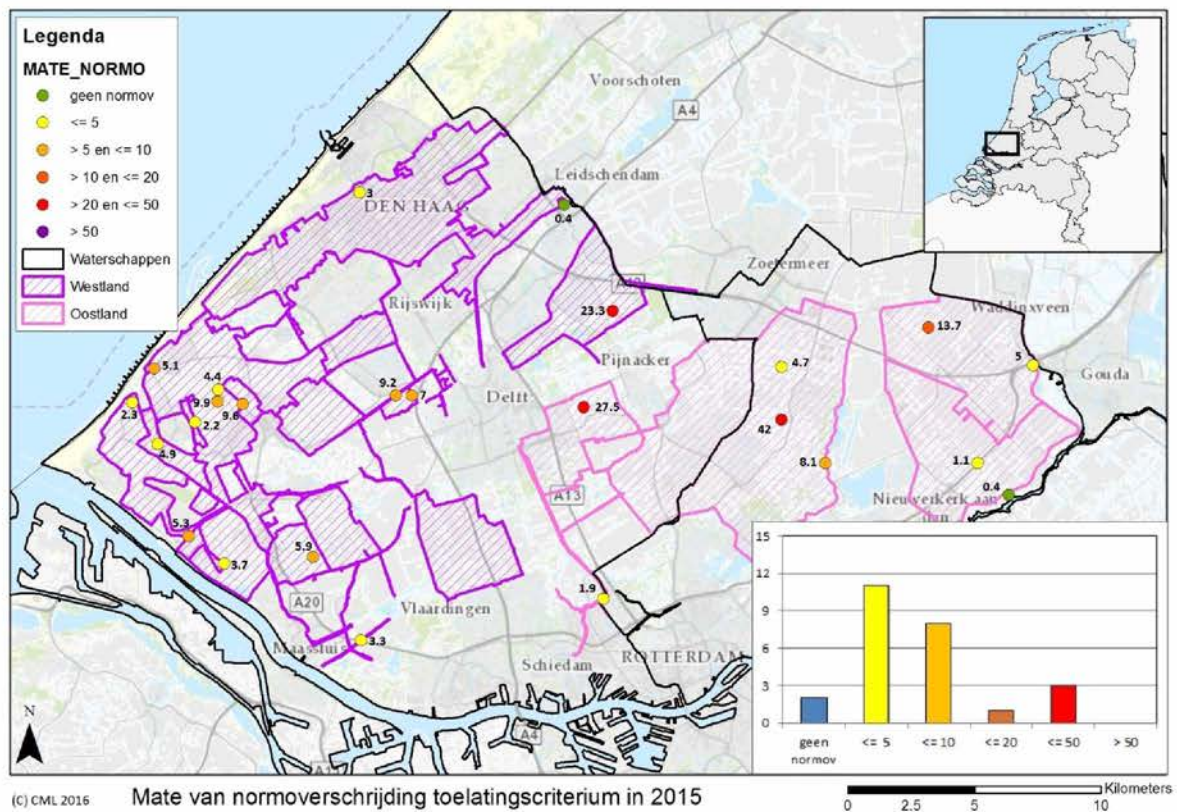 Legenda
MATE_NORMO
geen normov
<= 5
> 5 en <= 10
> 10 en <= 20
> 20 en <= 50
> 50
Waterschappen
Westland
Oostland
Voorschoten
A4
Leidschendam
3
DEN HAAG
0.4
Zoetermeer
Rijswijk
23.3
Waddinxveen
13.7
5.1
Pijnacker
4.7
5
Gouda
4.4
9.2
7
Delft
9.9
9.6
27.5
2.3
2.2
42
4.9
8.1
1.1
A13
0.4
Nieuwerkerk aan
5.3
5.9
3.7
1.9
A20
Vlaardingen
3.3
Maassluis
Schiedam
ROTTERDAM
A4
N
15
12
9
6
3
0
geen
normov
<= 5
<=10
<=20
<=50
> 50
(C) CML 2016
Mate van normoverschrijding toelatingscriterium in 2015
Kilometers
0
2.5
5
10